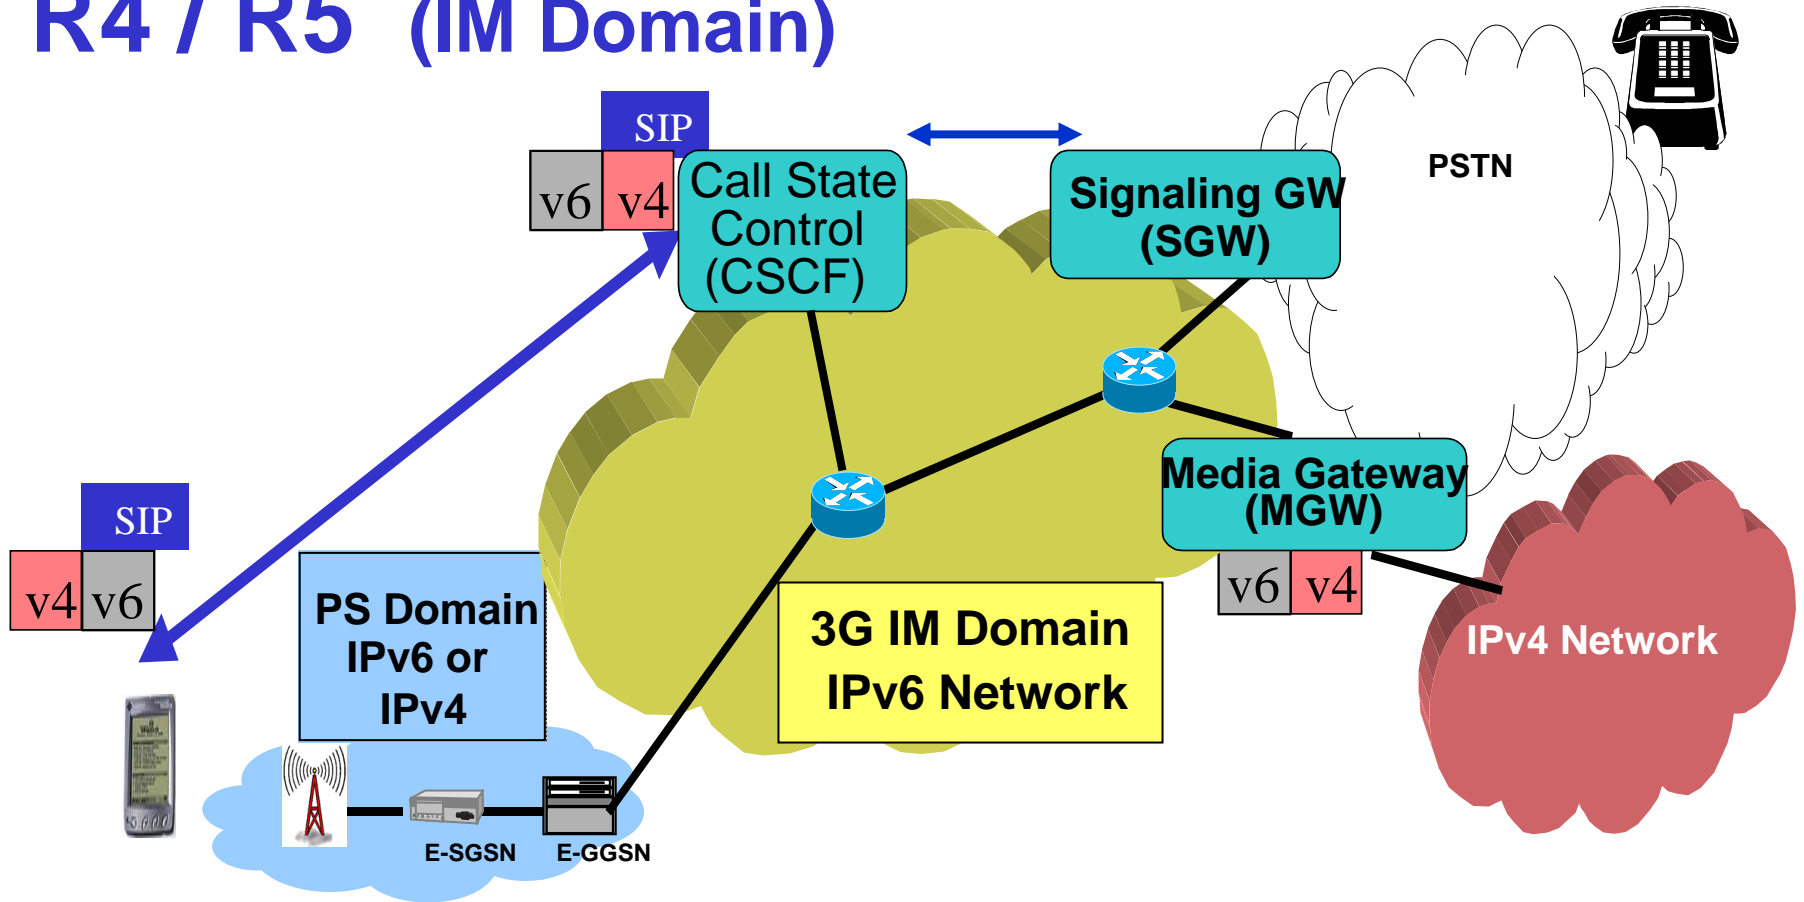 R4 / R5 (IM Domain)
SIP
v6 v4
Call State
Control
(CSCF)
Signaling GW
(SGW)
PSTN
Media Gateway
(MGW)
v6 v4
IPv4 Network
SIP
v4 v6
PS Domain
IPv6 or
IPv4
3G IM Domain
IPv6 Network
E-SGSN
E-GGSN